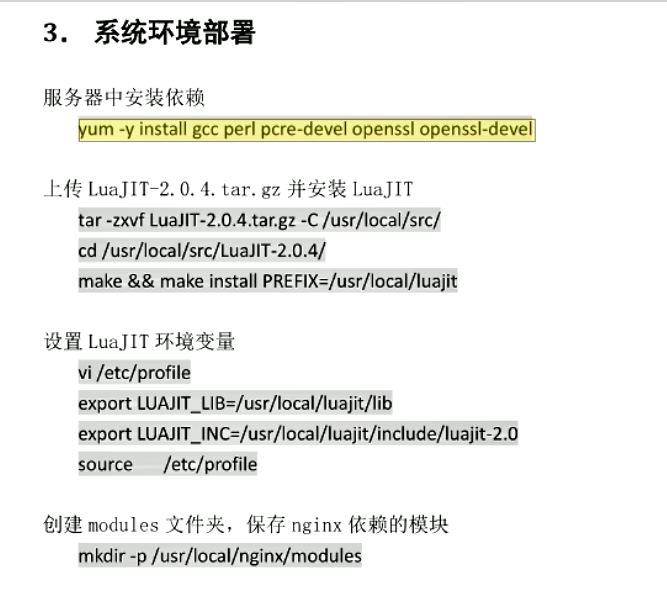 3. 系统环境部署
服务器中安装依赖
yum -y install gcc perl pcre-devel openssl openssl-devel
上传 LuaJIT-2.0.4.tar.gz 并安装 LuaJIT
tar -zxvf LuaJIT-2.0.4.tar.gz -C /usr/local/src/
cd /usr/local/src/LuaJIT-2.0.4/
make && make install PREFIX=/usr/local/luajit
设置 LuaJIT 环境变量
vi /etc/profile
export LUAJIT_LIB=/usr/local/luajit/lib
export LUAJIT_INC=/usr/local/luajit/include/luajit-2.0
source /etc/profile
创建 modules 文件夹，保存 nginx 依赖的模块
mkdir -p /usr/local/nginx/modules